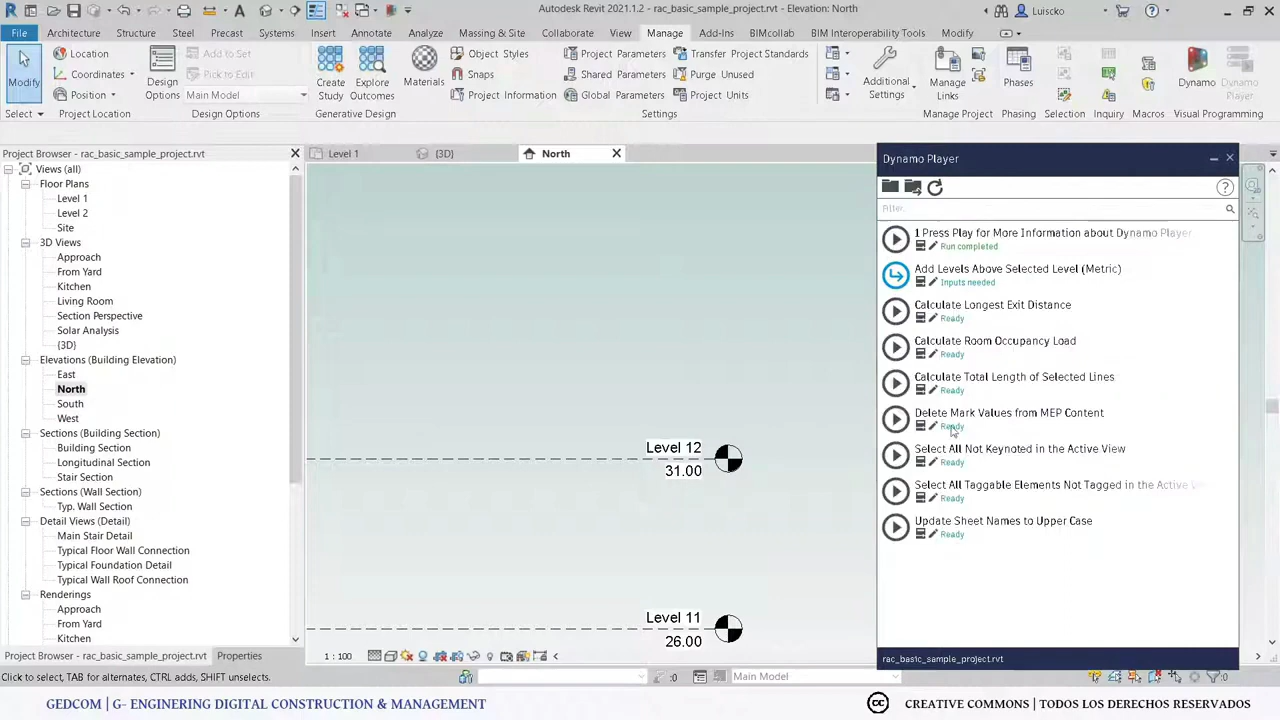 Autodesk Revit 2021.1.2 - rac_basic_sample_project.rvt - Elevation: North
Luiscko
File Architecture Structure Steel Precast Systems Insert Annotate Analyze Massing & Site Collaborate View Manage Add-Ins BIMcollab BIM Interoperability Tools Modify
Modify
Location
Coordinates
Position
Design Options
Add to Set
Pick to Edit
Main Model
Create Study
Explore Outcomes
Materials
Object Styles
Snaps
Project Information
Project Parameters
Shared Parameters
Global Parameters
Transfer Project Standards
Purge Unused
Project Units
Additional Settings
Manage Links
Phases
Dynamo
Dynamo Player
Select Project Location Design Options Generative Design Settings Manage Project Phasing Selection Inquiry Macros Visual Programming
Project Browser - rac_basic_sample_project.rvt
Level 1
{3D}
North
Views (all)
Floor Plans
Level 1
Level 2
Site
3D Views
Approach
From Yard
Kitchen
Living Room
Section Perspective
Solar Analysis
{3D}
Elevations (Building Elevation)
East
North
South
West
Sections (Building Section)
Building Section
Longitudinal Section
Stair Section
Sections (Wall Section)
Typ. Wall Section
Detail Views (Detail)
Main Stair Detail
Typical Floor Wall Connection
Typical Foundation Detail
Typical Wall Roof Connection
Renderings
Approach
From Yard
Kitchen
Project Browser - rac_basic_sample_project.rvt Properties
Level 12
31.00
Level 11
26.00
1 : 100
Dynamo Player
Filter
1 Press Play for More Information about Dynamo Player
Run completed
Add Levels Above Selected Level (Metric)
Inputs needed
Calculate Longest Exit Distance
Ready
Calculate Room Occupancy Load
Ready
Calculate Total Length of Selected Lines
Ready
Delete Mark Values from MEP Content
Ready
Select All Not Keynoted in the Active View
Ready
Select All Taggable Elements Not Tagged in the Active
Ready
Update Sheet Names to Upper Case
Ready
rac_basic_sample_project.rvt
Click to select, TAB for alternates, CTRL adds, SHIFT unselects.
:0
Main Model
:0
GEDCOM | G- ENGINERING DIGITAL CONSTRUCTION & MANAGEMENT
cc CREATIVE COMMONS | TODOS LOS DERECHOS RESERVADOS